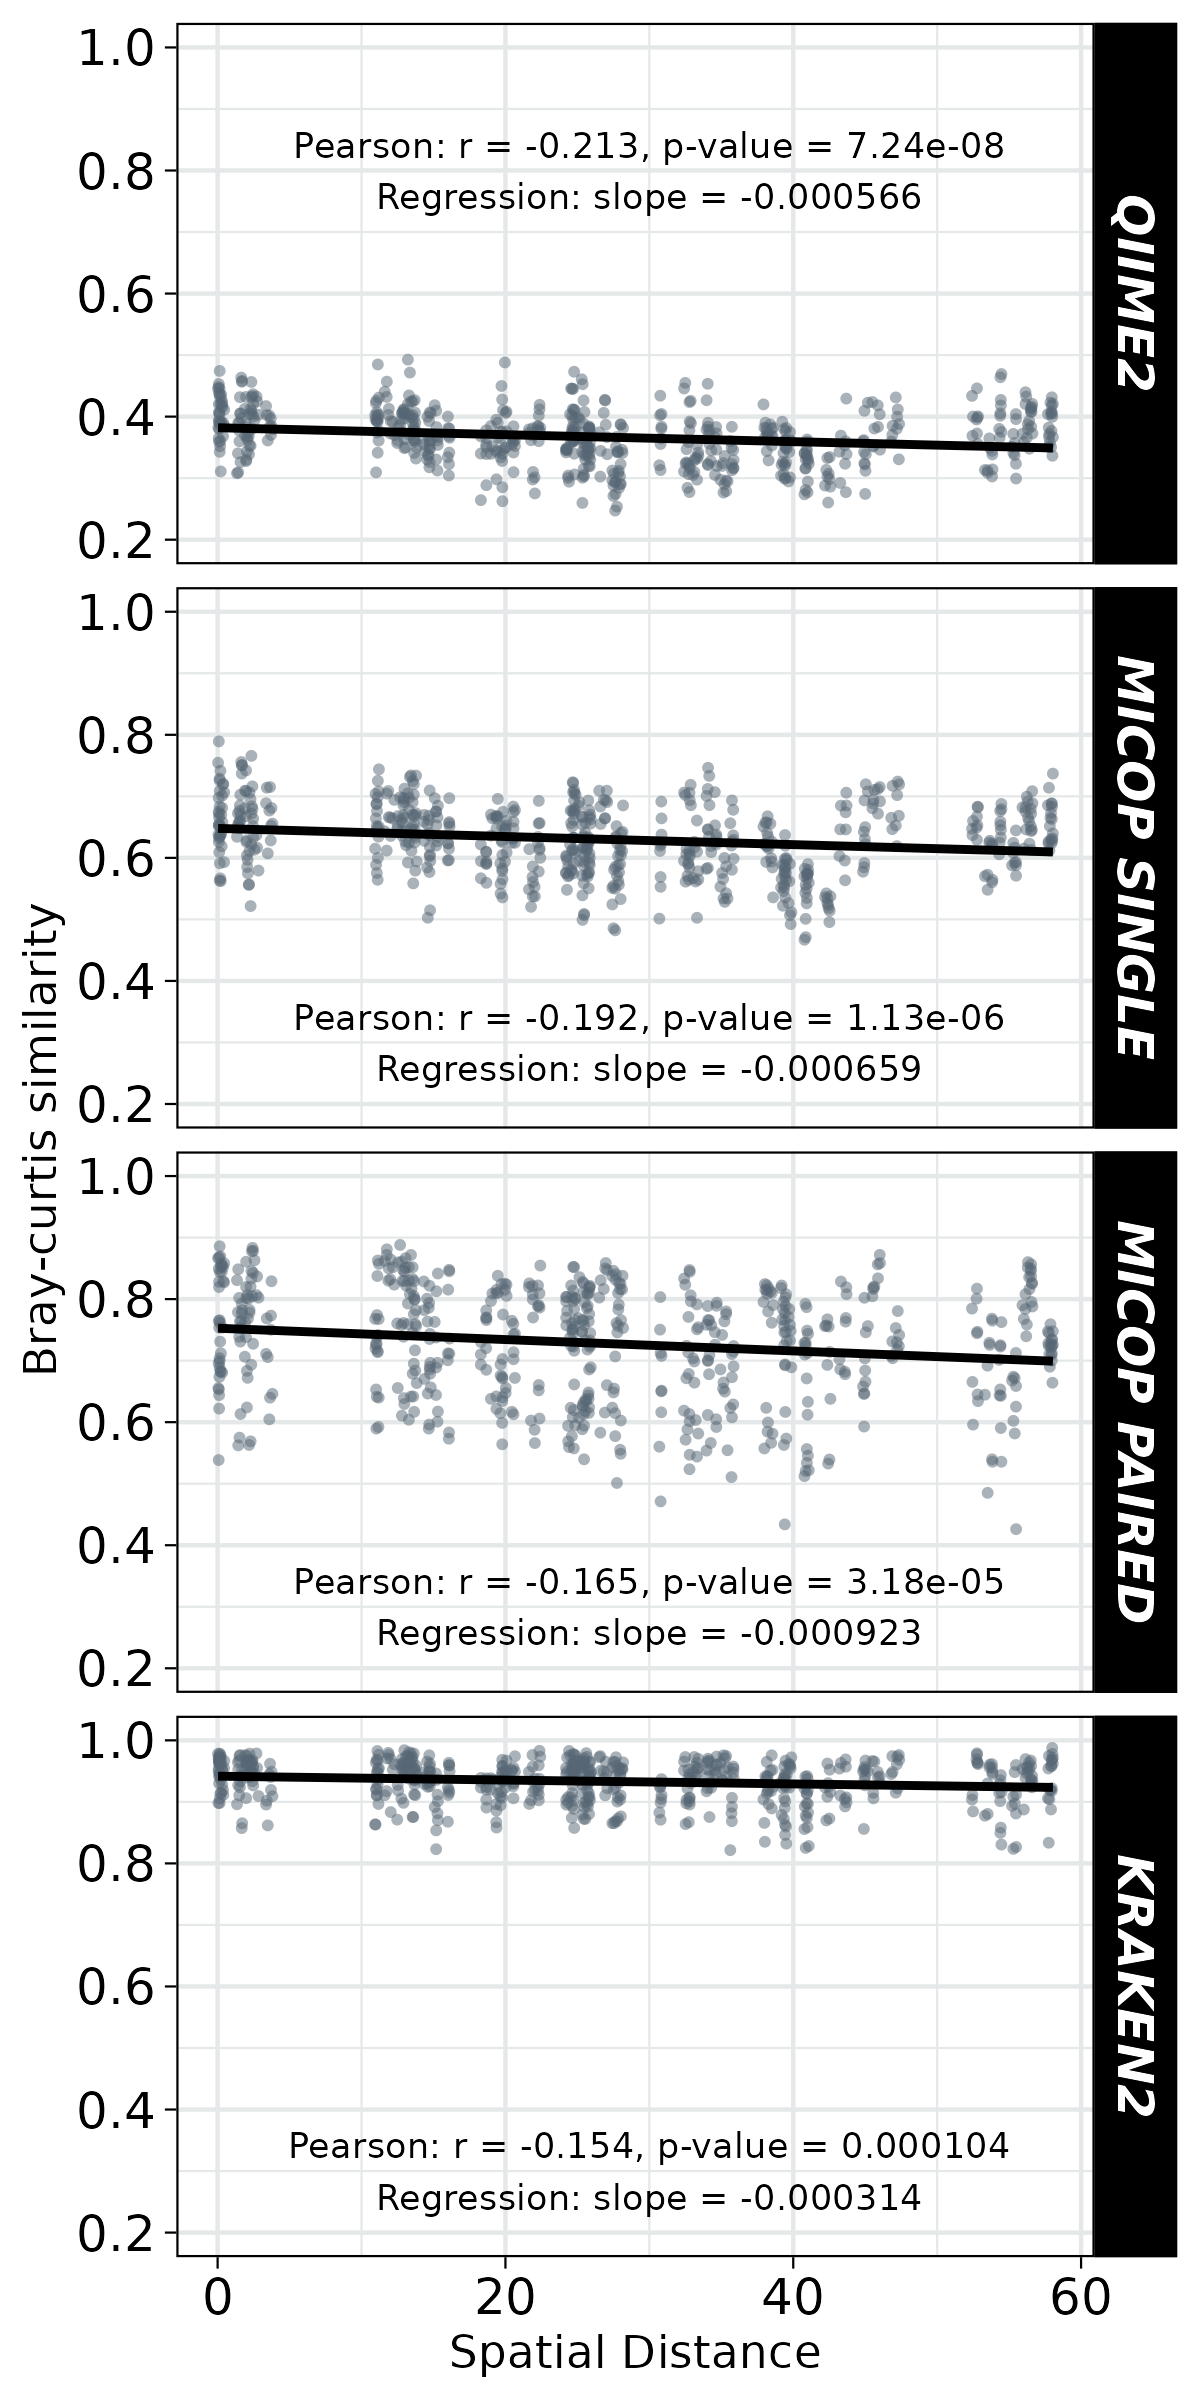 Bray-curtis similarity
1.0
0.8
0.6
0.4
0.2
Pearson: r = -0.213, p-value = 7.24e-08
Regression: slope = -0.000566
QIIME2
1.0
0.8
0.6
0.4
0.2
Pearson: r = -0.192, p-value = 1.13e-06
Regression: slope = -0.000659
MICOP SINGLE
1.0
0.8
0.6
0.4
0.2
Pearson: r = -0.165, p-value = 3.18e-05
Regression: slope = -0.000923
MICOP PAIRED
1.0
0.8
0.6
0.4
0.2
Pearson: r = -0.154, p-value = 0.000104
Regression: slope = -0.000314
KRAKEN2
0 20 40 60
Spatial Distance